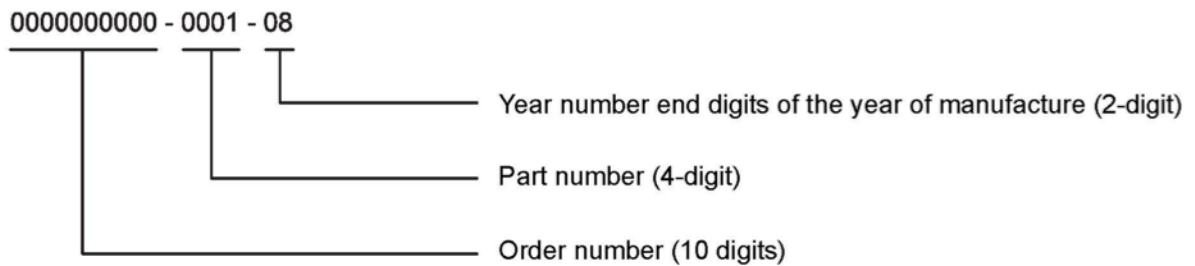 0000000000 - 0001 - 08
Year number end digits of the year of manufacture (2-digit)
Part number (4-digit)
Order number (10 digits)